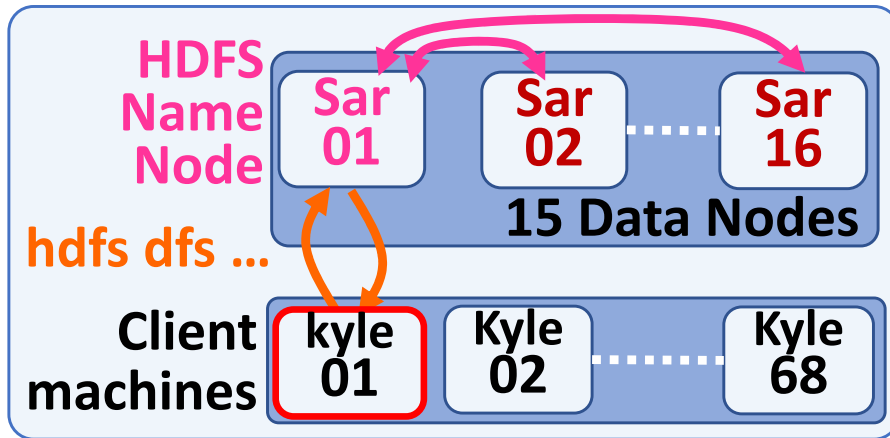 HDFS
Name
Node
Sar
01
Sar
02
Sar
16
15 Data Nodes
hdfs dfs ...
Client
machines
kyle
01
Kyle
02
Kyle
68